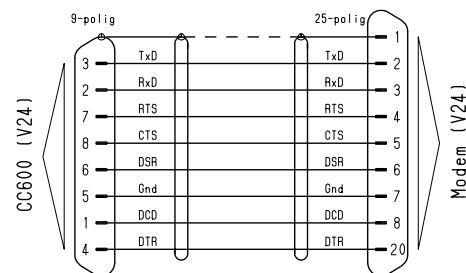 9-polig 25-polig
1
3 TxD TxD 2
2 RxD RxD 3
7 RTS RTS 4
8 CTS CTS 5
6 DSR DSR 6
5 Gnd Gnd 7
1 DCD DCD 8
4 DTR DTR 20
CC600 (V24)
Modem (V24)